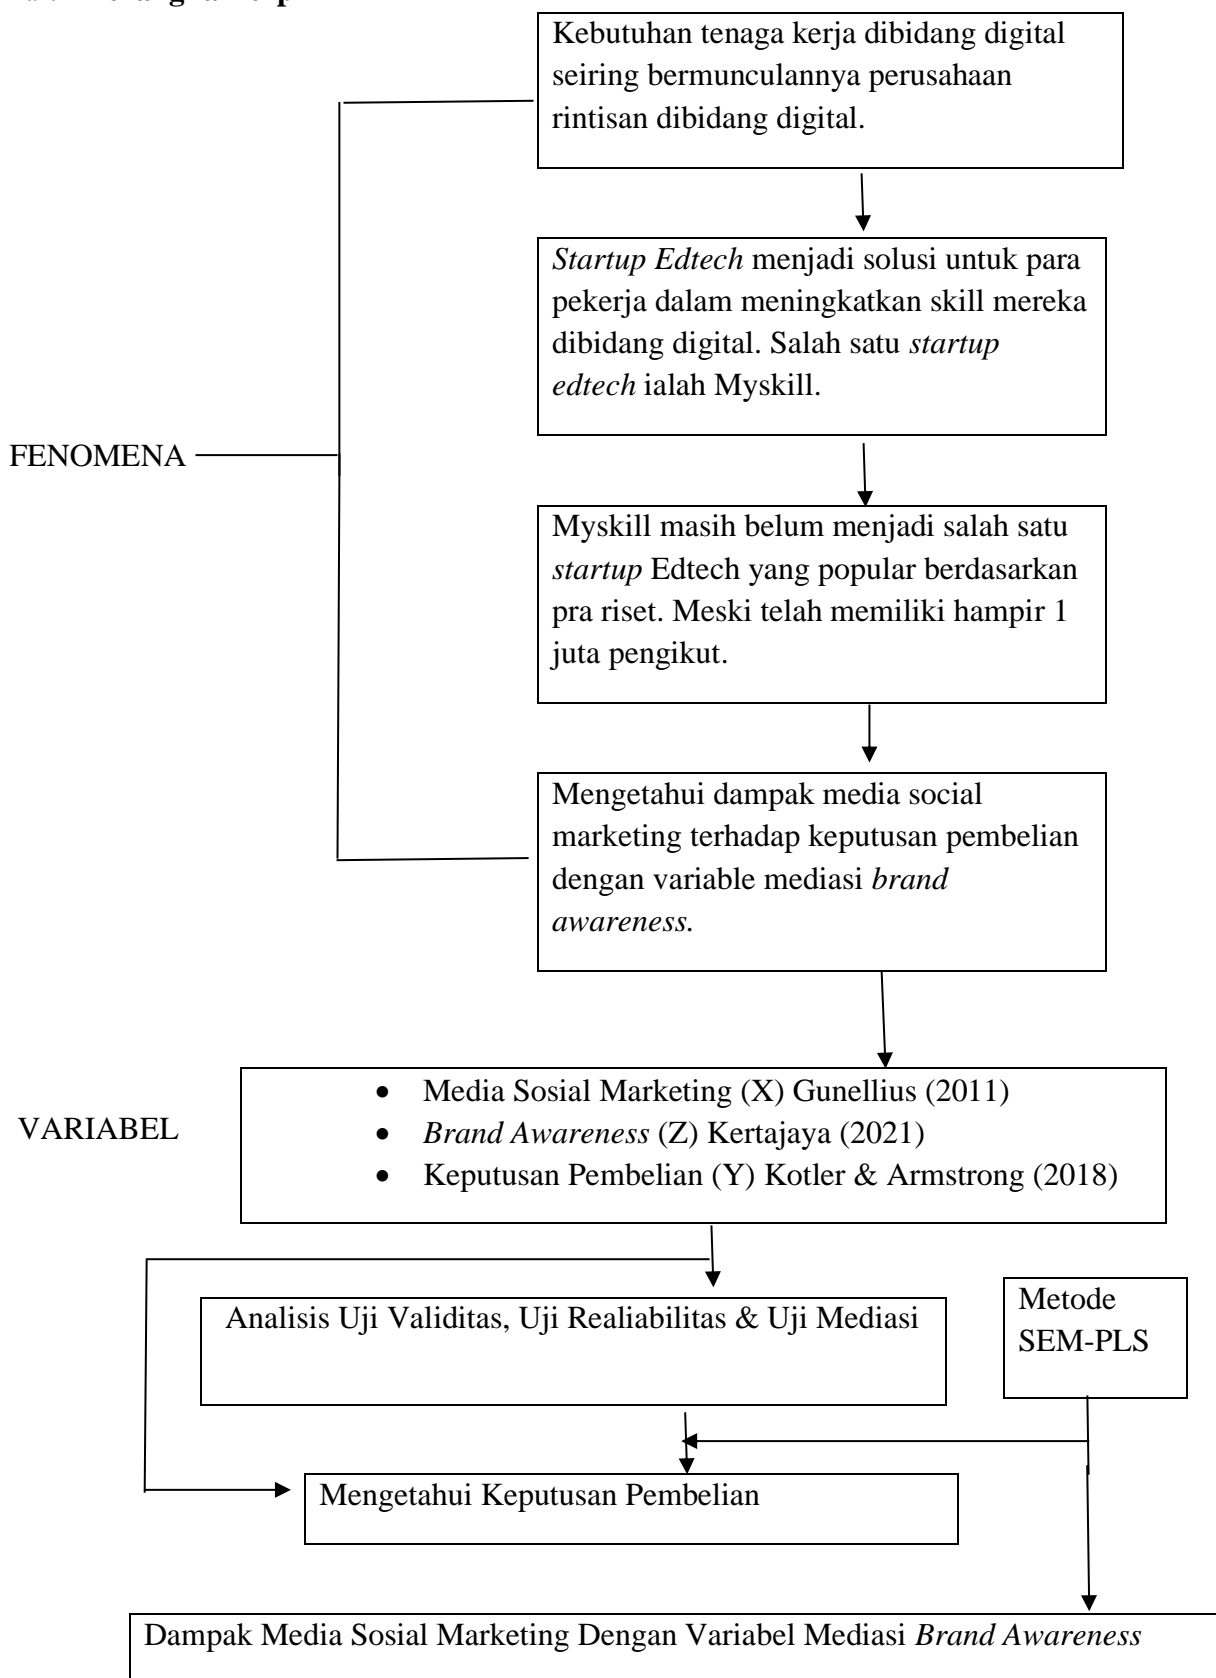 Kebutuhan tenaga kerja dibidang digital
seiring bermunculannya perusahaan
rintisan dibidang digital.
Startup Edtech menjadi solusi untuk para
pekerja dalam meningkatkan skill mereka
dibidang digital. Salah satu startup
edtech ialah Myskill.
FENOMENA
Myskill masih belum menjadi salah satu
startup Edtech yang popular berdasarkan
pra riset. Meski telah memiliki hampir 1
juta pengikut.
Mengetahui dampak media social
marketing terhadap keputusan pembelian
dengan variable mediasi brand
awareness.
VARIABEL
• Media Sosial Marketing (X) Gunellius (2011)
• Brand Awareness (Z) Kertajaya (2021)
• Keputusan Pembelian (Y) Kotler & Armstrong (2018)
Analisis Uji Validitas, Uji Realiabilitas & Uji Mediasi
Metode
SEM-PLS
Mengetahui Keputusan Pembelian
Dampak Media Sosial Marketing Dengan Variabel Mediasi Brand Awareness